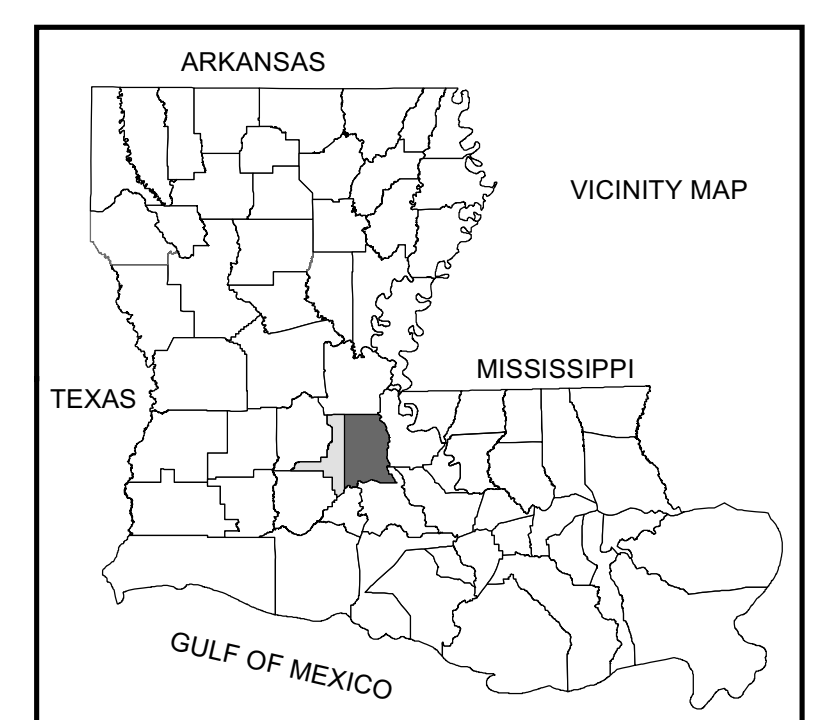 ARKANSAS
VICINITY MAP
MISSISSIPPI
TEXAS
GULF OF MEXICO